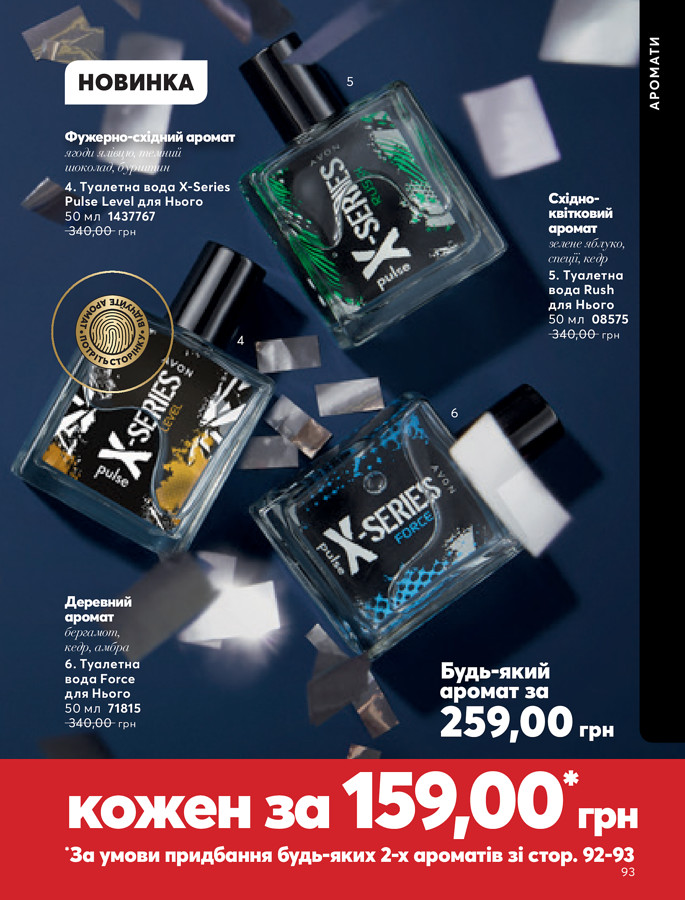 АРОМАТИ
НОВИНКА
5
Фужерно-східний аромат
ягоди ялівцю, темний
шоколад, бурштин
4. Туалетна вода X-Series
Pulse Level для Нього
50 мл 1437767
340,00 грн
Східно-
квітковий
аромат
зелене яблуко,
спеції, кедр
5. Туалетна
вода Rush
для Нього
50 мл 08575
340,00 грн
AVON
X-SERIES
RUSH
pulse
ВІДЧУЙТЕ АРОМАТ • ПОТРІТЬ СТОРІНКУ •
4
AVON
X-SERIES
LEVEL
pulse
6
AVON
X-SERIES
FORCE
pulse
Деревний
аромат
бергамот,
кедр, амбра
6. Туалетна
вода Force
для Нього
50 мл 71815
340,00 грн
Будь-який
аромат за
259,00 грн
кожен за 159,00* грн
*За умови придбання будь-яких 2-х ароматів зі стор. 92-93
93